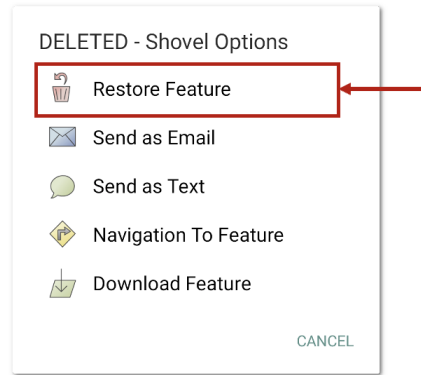 DELETED - Shovel Options
Restore Feature
Send as Email
Send as Text
Navigation To Feature
Download Feature
CANCEL